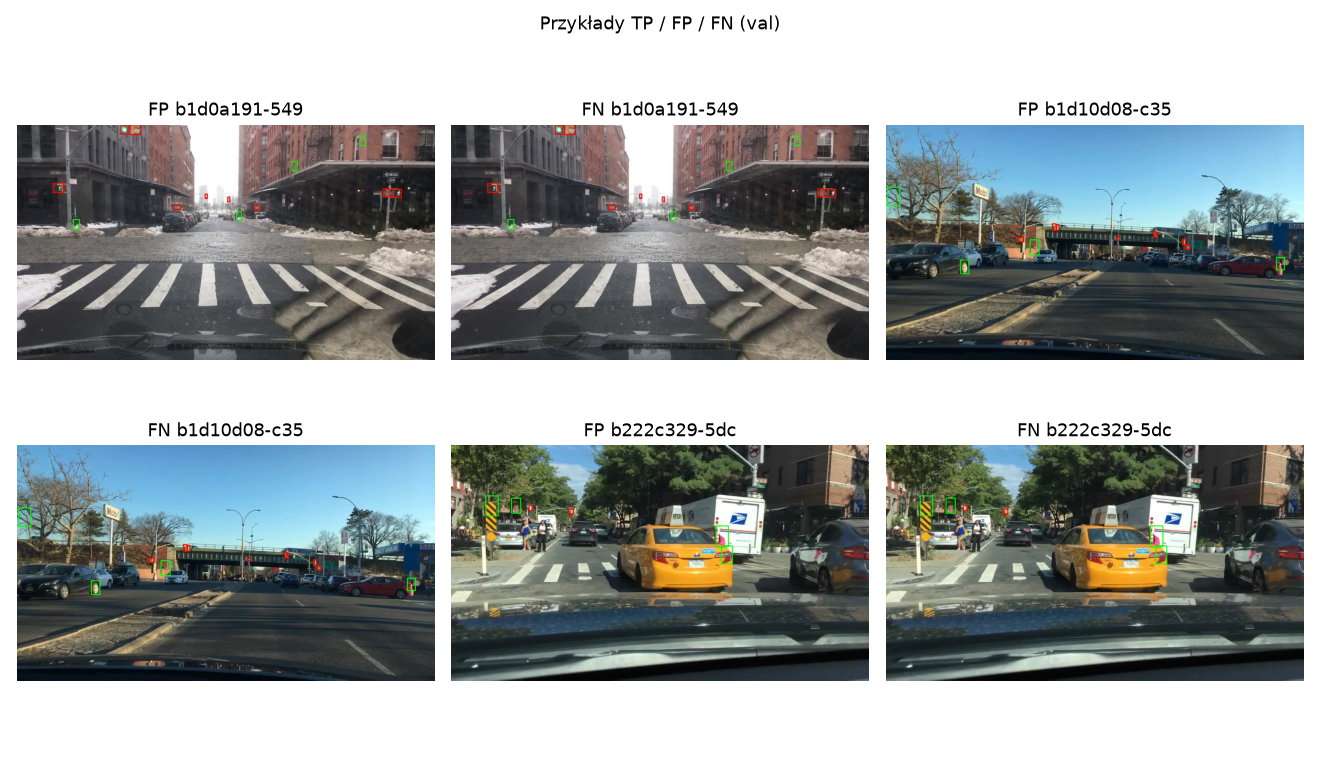 Przykłady TP / FP / FN (val)
FP b1d0a191-549
FN b1d0a191-549
FP b1d10d08-c35
FN b1d10d08-c35
FP b222c329-5dc
FN b222c329-5dc